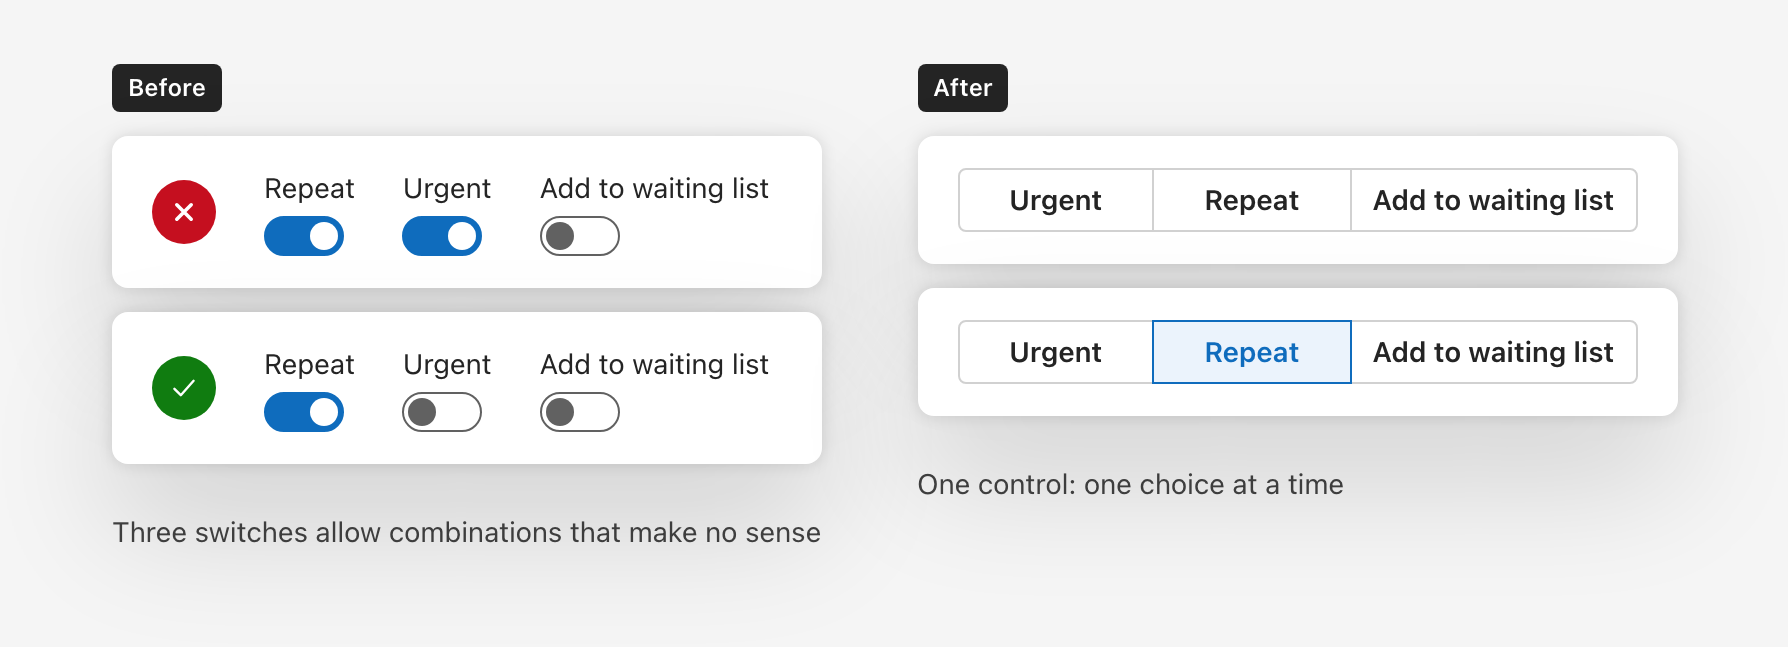 Before
Repeat Urgent Add to waiting list
Repeat Urgent Add to waiting list
Three switches allow combinations that make no sense
After
Urgent Repeat Add to waiting list
Urgent Repeat Add to waiting list
One control: one choice at a time